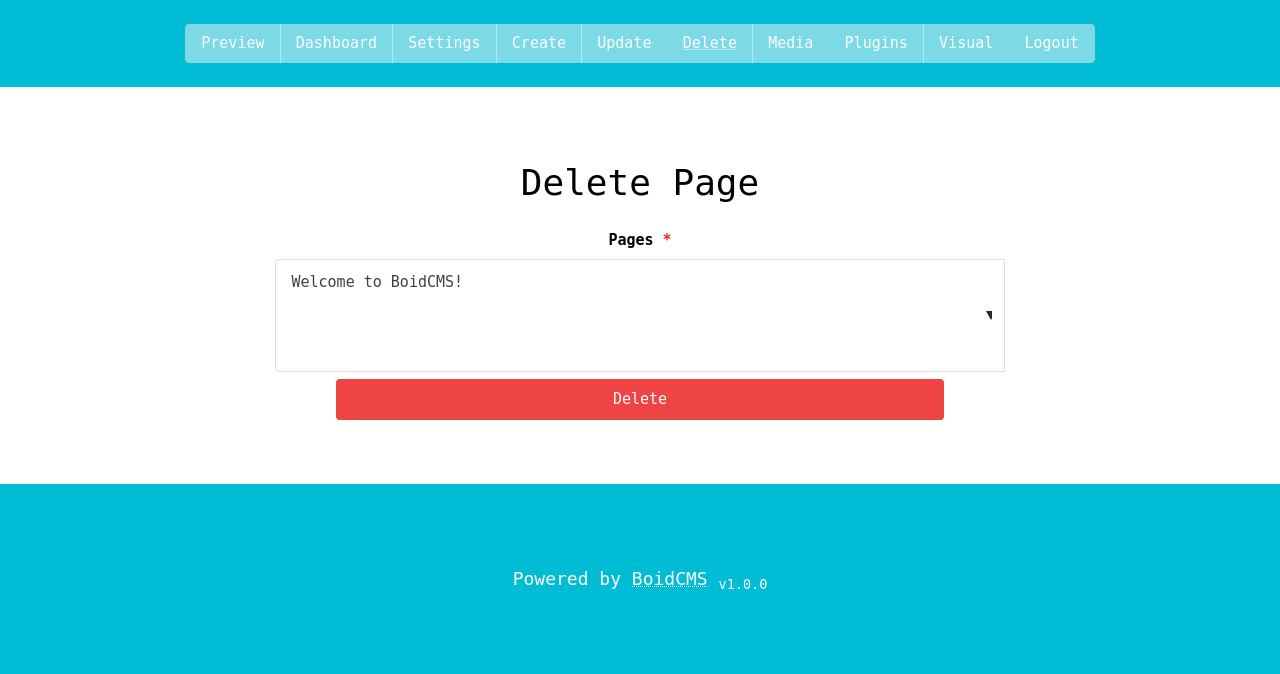 Preview Dashboard Settings Create Update Delete Media Plugins Visual Logout
Delete Page
Pages *
Welcome to BoidCMS!
Delete
Powered by BoidCMS v1.0.0